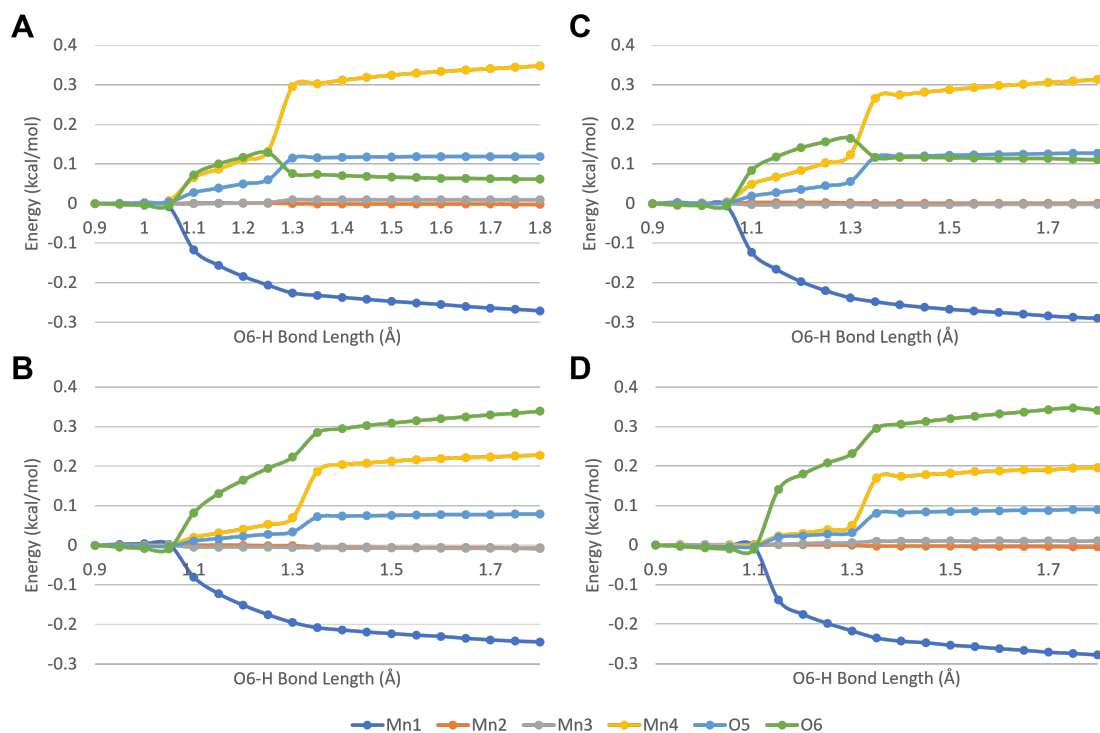 A
Energy (kcal/mol)
0.4
0.3
0.2
0.1
0
-0.1
-0.2
-0.3
0.9 1 1.1 1.2 1.3 1.4 1.5 1.6 1.7 1.8
O6-H Bond Length (Å)
C
Energy (kcal/mol)
0.4
0.3
0.2
0.1
0
-0.1
-0.2
-0.3
0.9 1.1 1.3 1.5 1.7
O6-H Bond Length (Å)
B
Energy (kcal/mol)
0.4
0.3
0.2
0.1
0
-0.1
-0.2
-0.3
0.9 1.1 1.3 1.5 1.7
O6-H Bond Length (Å)
D
Energy (kcal/mol)
0.4
0.3
0.2
0.1
0
-0.1
-0.2
-0.3
0.9 1.1 1.3 1.5 1.7
O6-H Bond Length (Å)
Mn1 Mn2 Mn3 Mn4 O5 O6